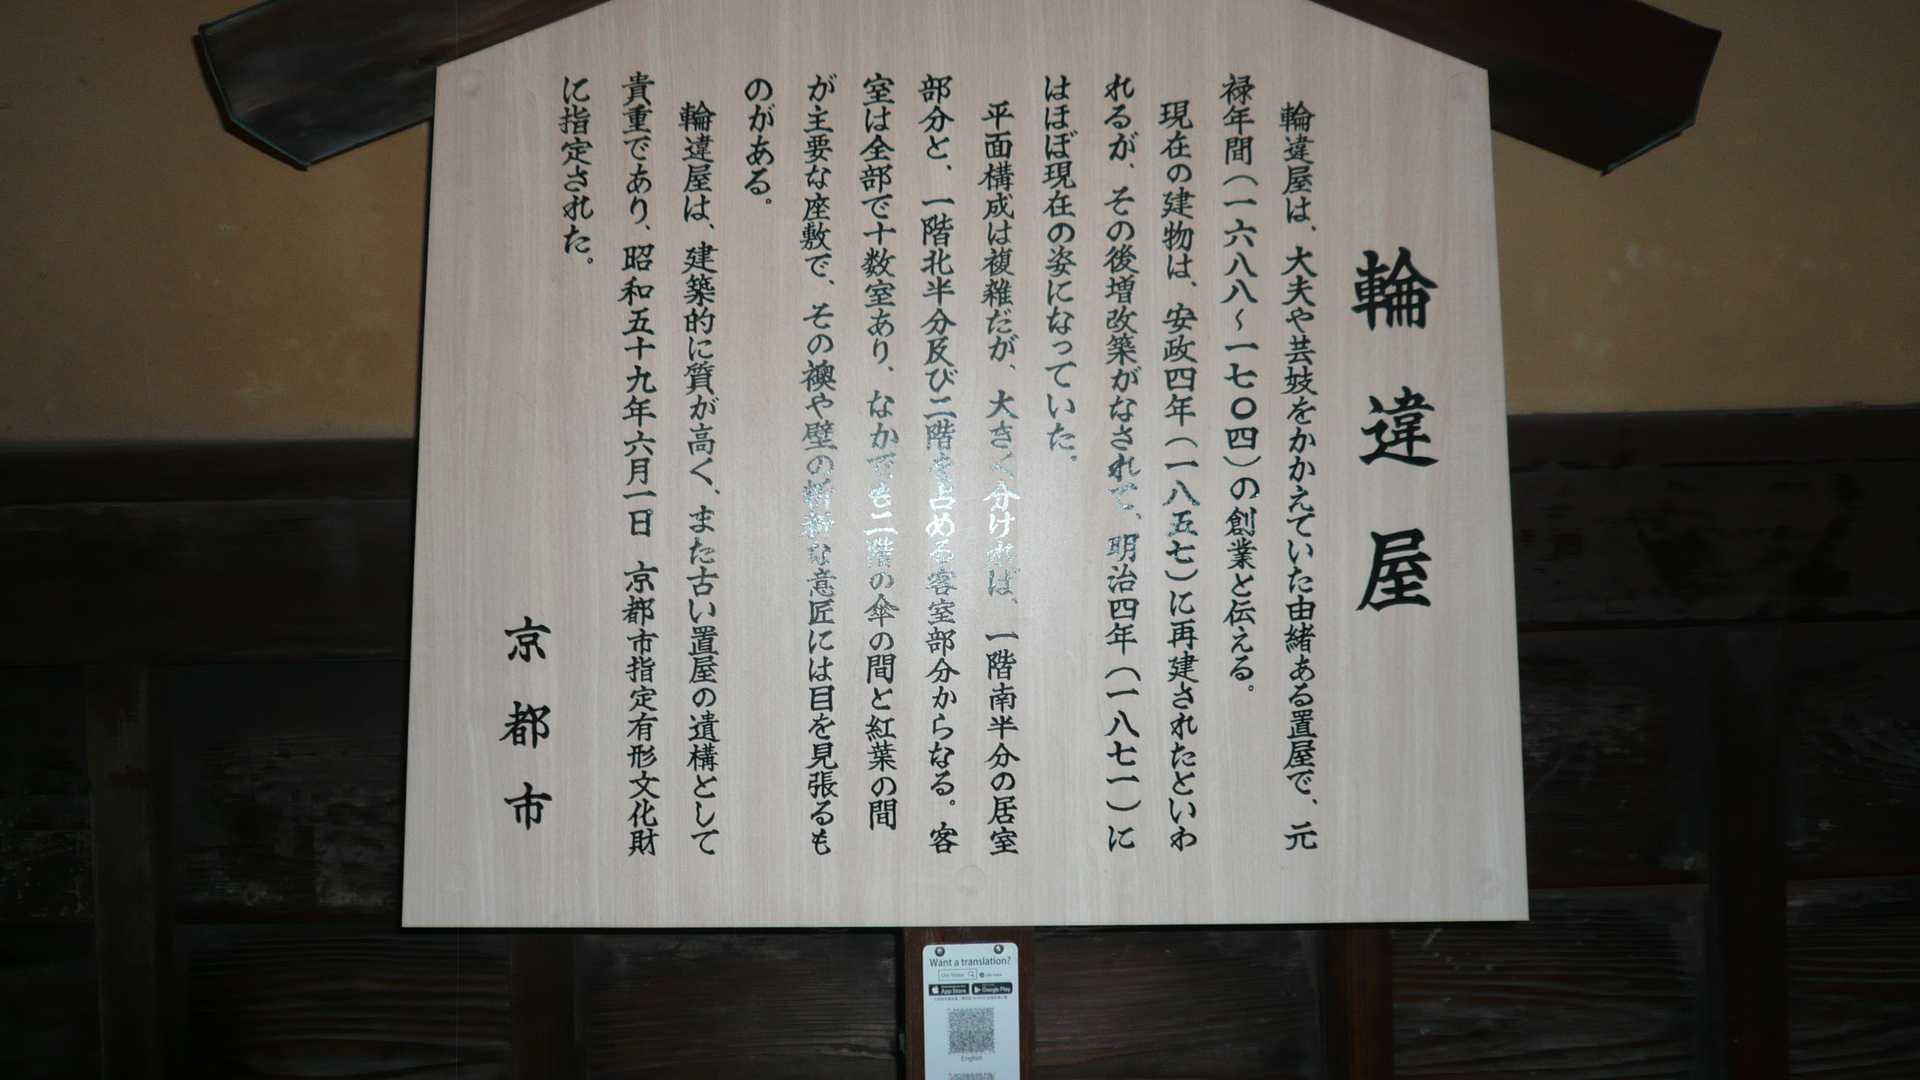 輪違屋
輪違屋は、大夫や芸妓をかかえていた由緒ある置屋で、元
禄年間(一六八八～一七〇四)の創業と伝える。
現在の建物は、安政四年(一八五七)に再建されたといわ
れるが、その後増改築がなされて、明治四年(一八七一)に
はほぼ現在の姿になっていた。
平面構成は複雑だが、大きく分ければ、一階南半分の居室
部分と、一階北半分及び二階を占める客室部分からなる。客
室は全部で十数室あり、なかでも二階の傘の間と紅葉の間
が主要な座敷で、その襖や壁の斬新な意匠には目を見張るも
のがある。
輪違屋は、建築的に質が高く、また古い置屋の遺構として
貴重であり、昭和五十九年六月一日 京都市指定有形文化財
に指定された。
京都市
Want a translation?
App Store
Google Play
English